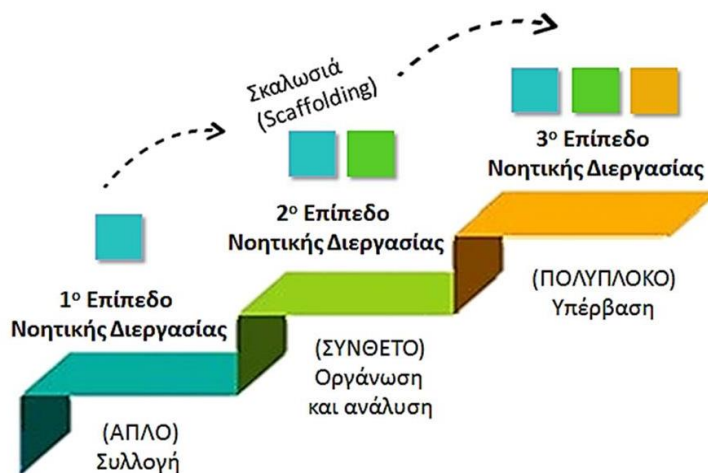 Σκαλωσιά
(Scaffolding)
1ο Επίπεδο
Νοητικής Διεργασίας
(ΑΠΛΟ)
Συλλογή
2ο Επίπεδο
Νοητικής Διεργασίας
(ΣΥΝΘΕΤΟ)
Οργάνωση
και ανάλυση
3ο Επίπεδο
Νοητικής Διεργασίας
(ΠΟΛΥΠΛΟΚΟ)
Υπέρβαση